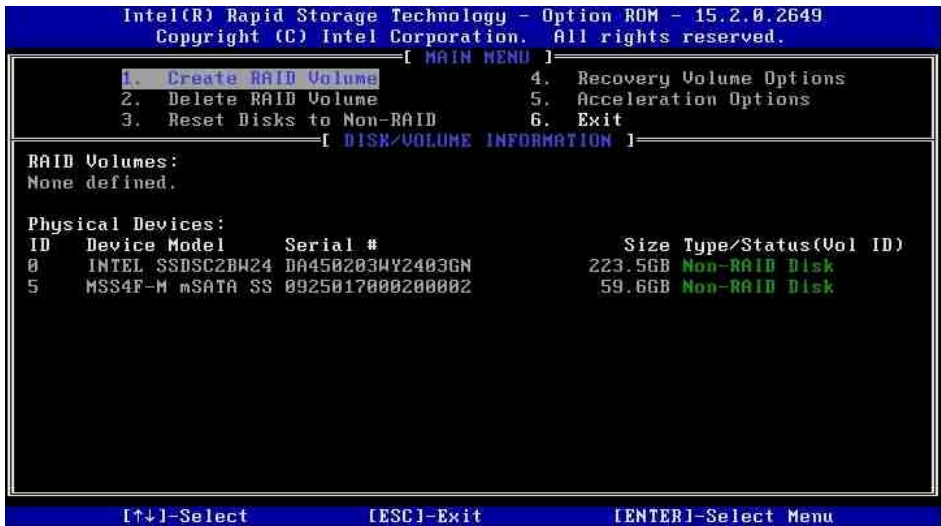 Intel(R) Rapid Storage Technology - Option ROM - 15.2.0.2649
Copyright (C) Intel Corporation. All rights reserved.
[ MAIN MENU ]
1. Create RAID Volume 4. Recovery Volume Options
2. Delete RAID Volume 5. Acceleration Options
3. Reset Disks to Non-RAID 6. Exit
[ DISK/VOLUME INFORMATION ]
RAID Volumes:
None defined.
Physical Devices:
ID Device Model Serial # Size Type/Status(Vol ID)
0 INTEL SSDSC2BW24 DA450203WY2403GN 223.5GB Non-RAID Disk
5 MSS4F-M mSATA SS 0925017000200002 59.6GB Non-RAID Disk
[↑↓]-Select [ESC]-Exit [ENTER]-Select Menu